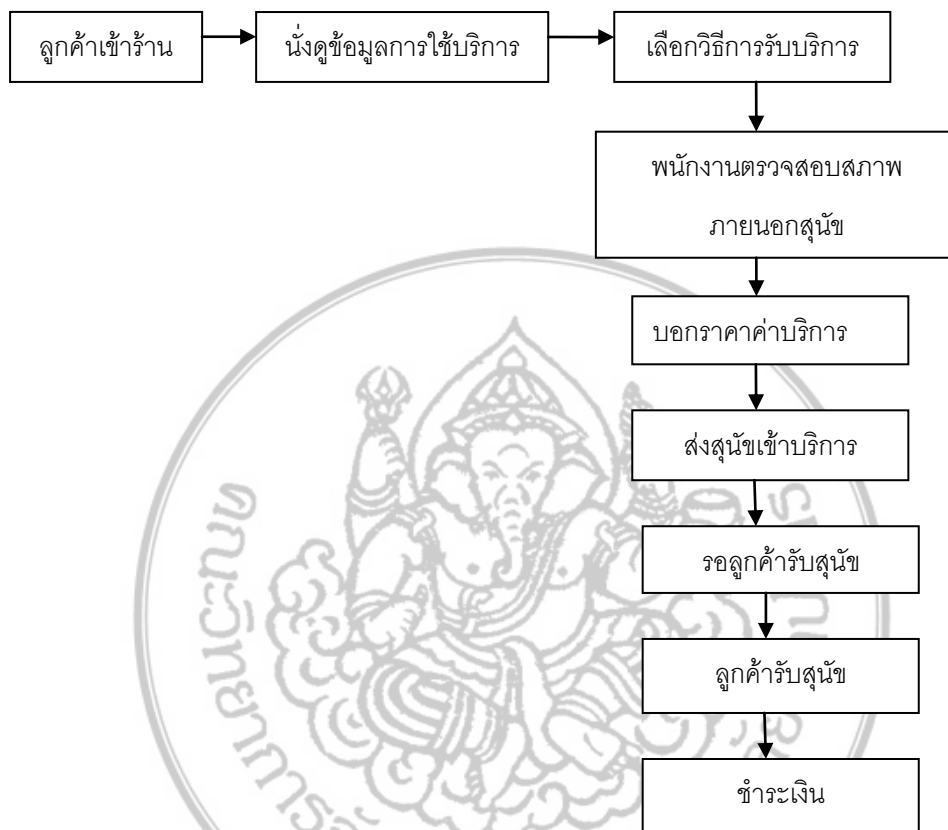 ลูกค้าเข้าร้าน
นั่งดูข้อมูลการใช้บริการ
เลือกวิธีการรับบริการ
พนักงานตรวจสอบสภาพ
ภายนอกสุนัข
บอกราคาค่าบริการ
ส่งสุนัขเข้าบริการ
รอลูกค้ารับสุนัข
ลูกค้ารับสุนัข
ชำระเงิน